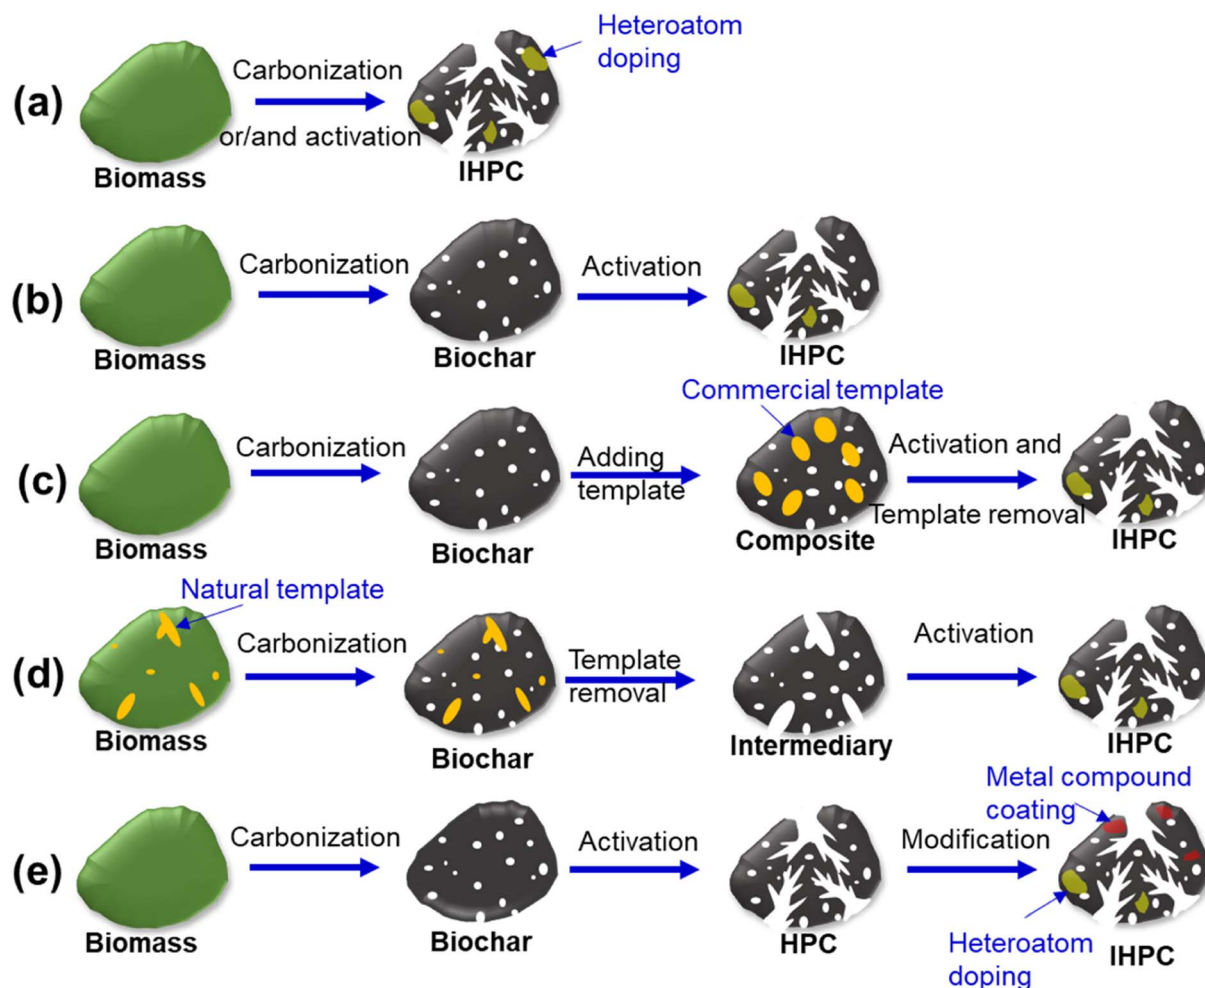 Heteroatom
doping
(a)
Carbonization
or/and activation
Biomass
IHPC
(b)
Carbonization
Activation
Biomass
Biochar
IHPC
Commercial template
(c)
Carbonization
Adding
template
Activation and
Template removal
Biomass
Biochar
Composite
IHPC
Natural template
(d)
Carbonization
Template
removal
Activation
Biomass
Biochar
Intermediary
IHPC
Metal compound
coating
(e)
Carbonization
Activation
Modification
Biomass
Biochar
HPC
Heteroatom
doping
IHPC